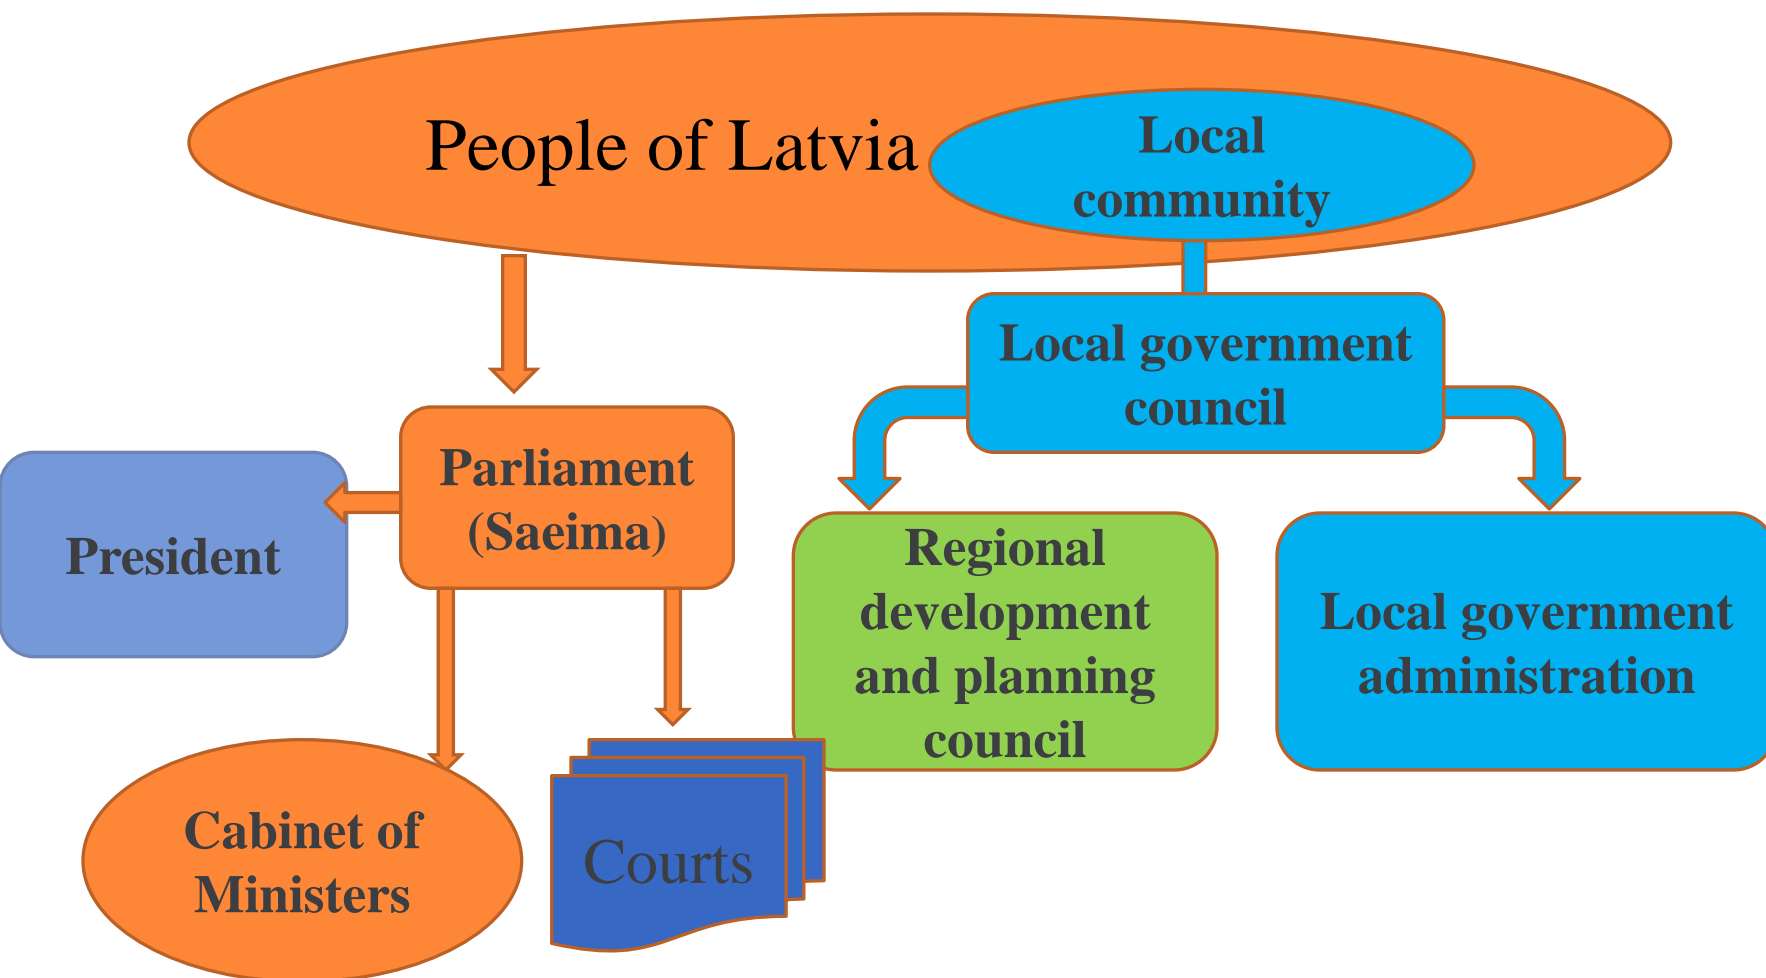 People of Latvia
Local
community
Local government
council
Parliament
(Saeima)
President
Regional
development
and planning
council
Local government
administration
Cabinet of
Ministers
Courts